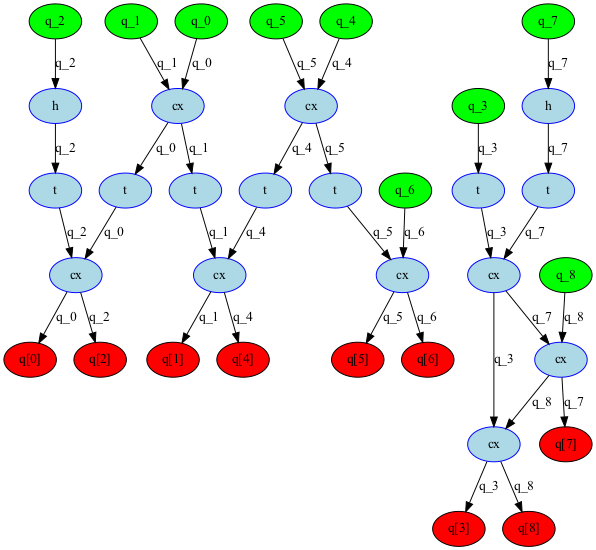 q_2 q_1 q_0 q_5 q_4 q_7
q_2 q_1 q_0 q_5 q_4 q_7
h cx cx q_3 h
q_2 q_0 q_1 q_4 q_5 q_3 q_7
t t t t t q_6 t t
q_2 q_0 q_1 q_4 q_5 q_6 q_3 q_7
cx cx cx cx q_8
q_0 q_2 q_1 q_4 q_5 q_6 q_7 q_8
q[0] q[2] q[1] q[4] q[5] q[6] q_3 cx
q_8 q_7
cx q[7]
q_3 q_8
q[3] q[8]